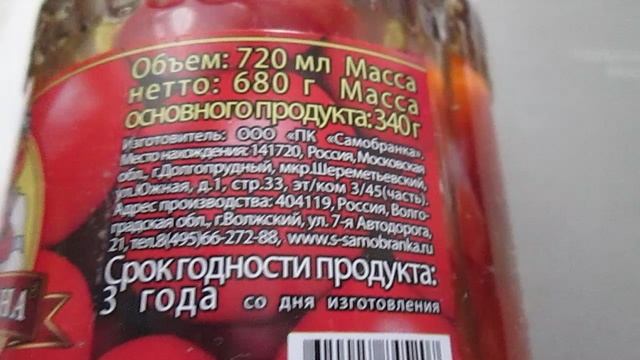 Объем: 720 мл Масса
нетто: 680 г Масса
основного продукта: 340 г
Изготовитель: ООО «ПК «Самобранка».
Место нахождения: 141720, Россия, Московская
обл., г.Долгопрудный, мкр.Шереметьевский,
ул.Южная, д.1, стр.33, эт/ком 3/45(часть).
Адрес производства: 404119, Россия, Волго-
градская обл., г.Волжский, ул. 7-я Автодорога,
21, тел.8(495)66-272-88, www.s-samobranka.ru
Срок годности продукта:
3 года со дня изготовления
НА